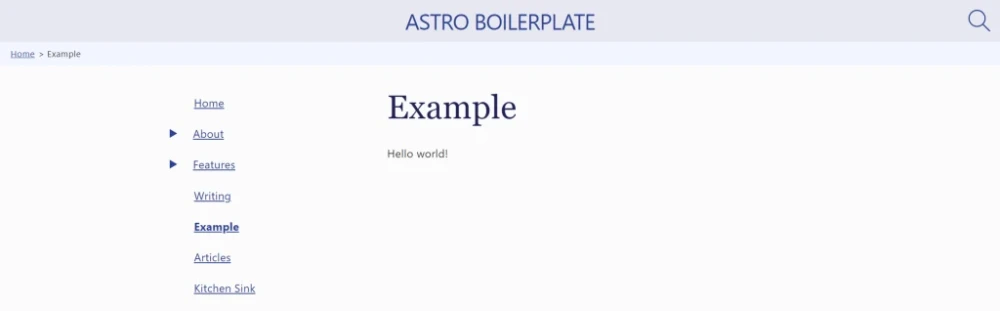 ASTRO BOILERPLATE
Home > Example
Home
About
Features
Writing
Example
Articles
Kitchen Sink
Example
Hello world!